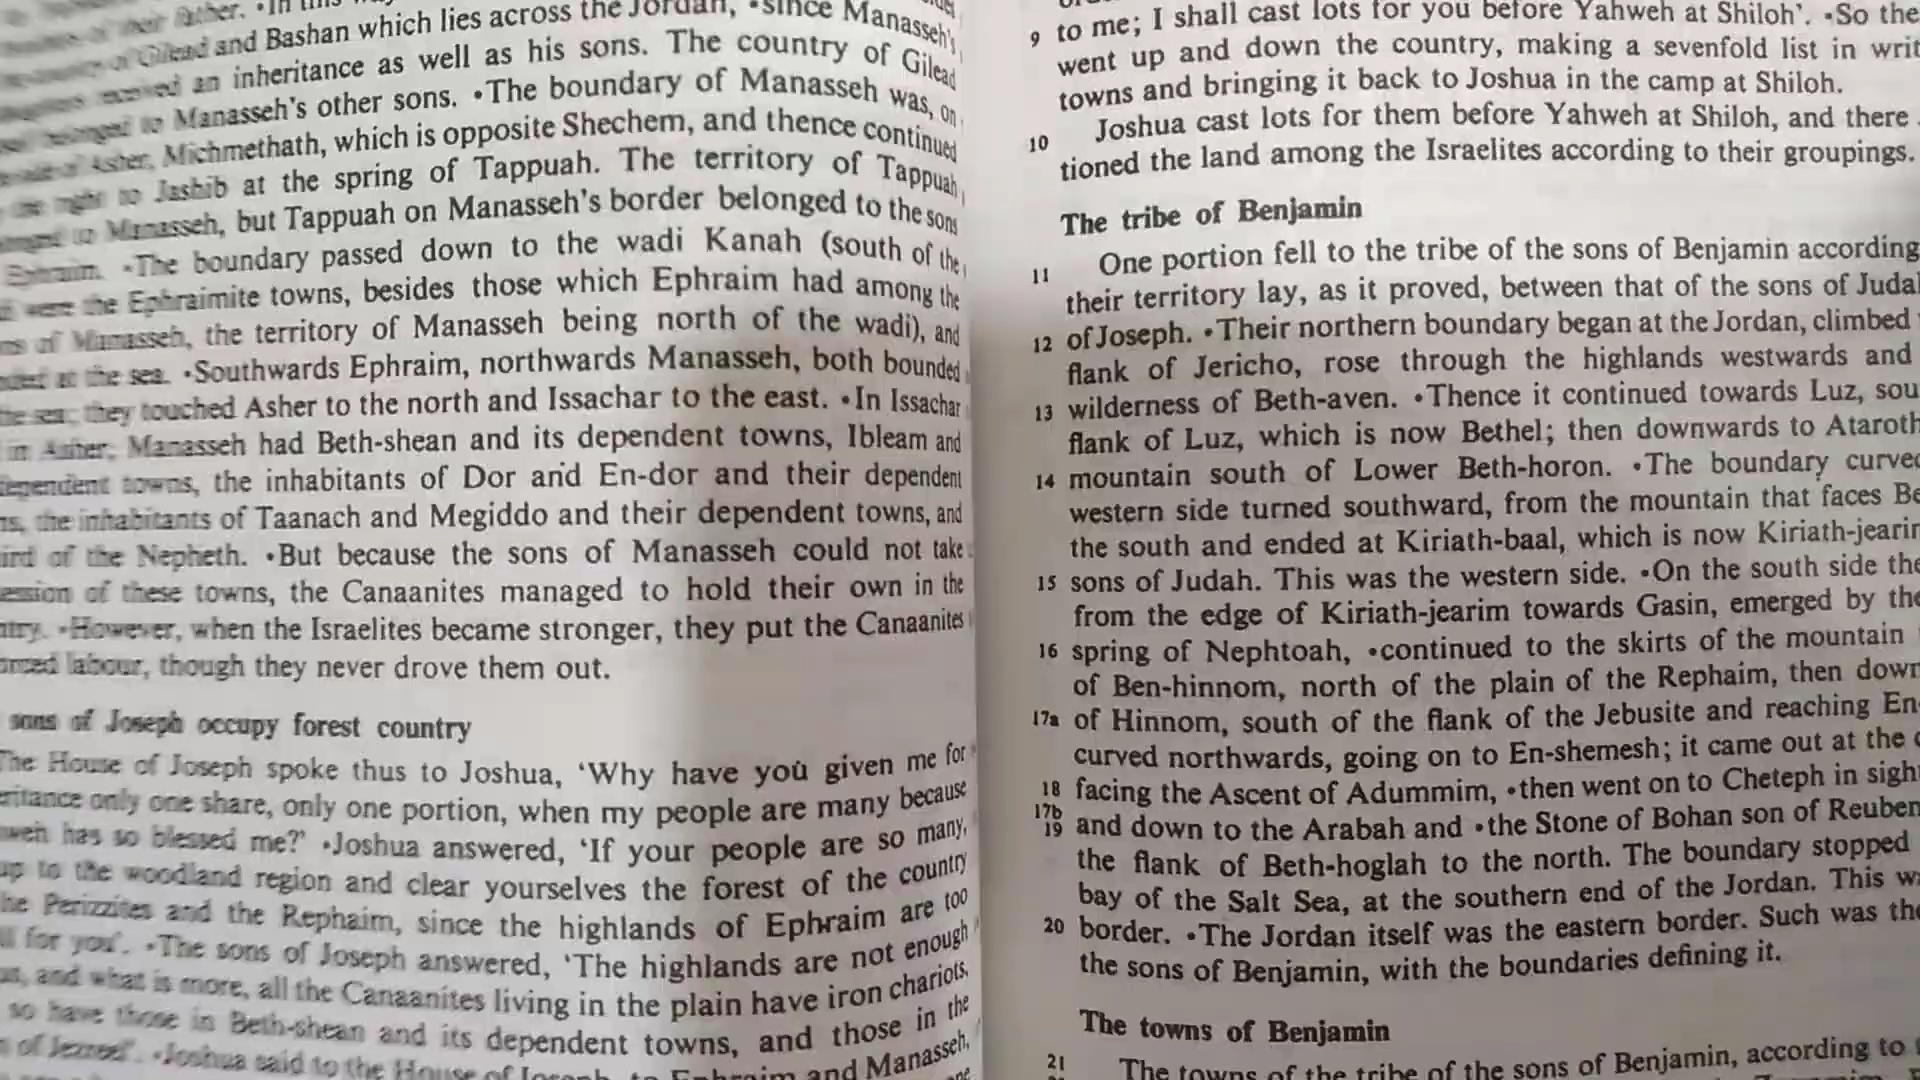 their father. •In this
Gilead and Bashan which lies across the Jordan, •since Manasseh's
received an inheritance as well as his sons. The country of Gilead
belonged to Manasseh's other sons. •The boundary of Manasseh was, on
Asher, Michmethath, which is opposite Shechem, and thence continued
the right to Jashib at the spring of Tappuah. The territory of Tappuah
to Manasseh, but Tappuah on Manasseh's border belonged to the sons
Ephraim. •The boundary passed down to the wadi Kanah (south of the
were the Ephraimite towns, besides those which Ephraim had among the
of Manasseh, the territory of Manasseh being north of the wadi), and
at the sea. •Southwards Ephraim, northwards Manasseh, both bounded
the sea; they touched Asher to the north and Issachar to the east. •In Issachar
in Asher, Manasseh had Beth-shean and its dependent towns, Ibleam and
dependent towns, the inhabitants of Dor and En-dor and their dependent
the inhabitants of Taanach and Megiddo and their dependent towns, and
of the Nepheth. •But because the sons of Manasseh could not take
of these towns, the Canaanites managed to hold their own in the
•However, when the Israelites became stronger, they put the Canaanites
labour, though they never drove them out.
sons of Joseph occupy forest country
The House of Joseph spoke thus to Joshua, 'Why have you given me for
only one share, only one portion, when my people are many because
has so blessed me?' •Joshua answered, 'If your people are so many,
up to the woodland region and clear yourselves the forest of the country
the Perizzites and the Rephaim, since the highlands of Ephraim are too
for you'. •The sons of Joseph answered, 'The highlands are not enough
and what is more, all the Canaanites living in the plain have iron chariots,
so have those in Beth-shean and its dependent towns, and those in the
of Jezreel'. •Joshua said to the House of Joseph, to Ephraim and Manasseh,
to me; I shall cast lots for you before Yahweh at Shiloh'. •So the
9 went up and down the country, making a sevenfold list in writ
towns and bringing it back to Joshua in the camp at Shiloh.
10 Joshua cast lots for them before Yahweh at Shiloh, and there
tioned the land among the Israelites according to their groupings.
The tribe of Benjamin
11 One portion fell to the tribe of the sons of Benjamin according
their territory lay, as it proved, between that of the sons of Judah
12 of Joseph. •Their northern boundary began at the Jordan, climbed
flank of Jericho, rose through the highlands westwards and
13 wilderness of Beth-aven. •Thence it continued towards Luz, sou
flank of Luz, which is now Bethel; then downwards to Ataroth
14 mountain south of Lower Beth-horon. •The boundary curved
western side turned southward, from the mountain that faces Be
the south and ended at Kiriath-baal, which is now Kiriath-jearim
15 sons of Judah. This was the western side. •On the south side the
from the edge of Kiriath-jearim towards Gasin, emerged by the
16 spring of Nephtoah, •continued to the skirts of the mountain
of Ben-hinnom, north of the plain of the Rephaim, then down
17a of Hinnom, south of the flank of the Jebusite and reaching En-
curved northwards, going on to En-shemesh; it came out at the
18 facing the Ascent of Adummim, •then went on to Cheteph in sight
17b 19 and down to the Arabah and •the Stone of Bohan son of Reuben
the flank of Beth-hoglah to the north. The boundary stopped
bay of the Salt Sea, at the southern end of the Jordan. This wa
20 border. •The Jordan itself was the eastern border. Such was the
the sons of Benjamin, with the boundaries defining it.
The towns of Benjamin
21 The towns of the tribe of the sons of Benjamin, according to